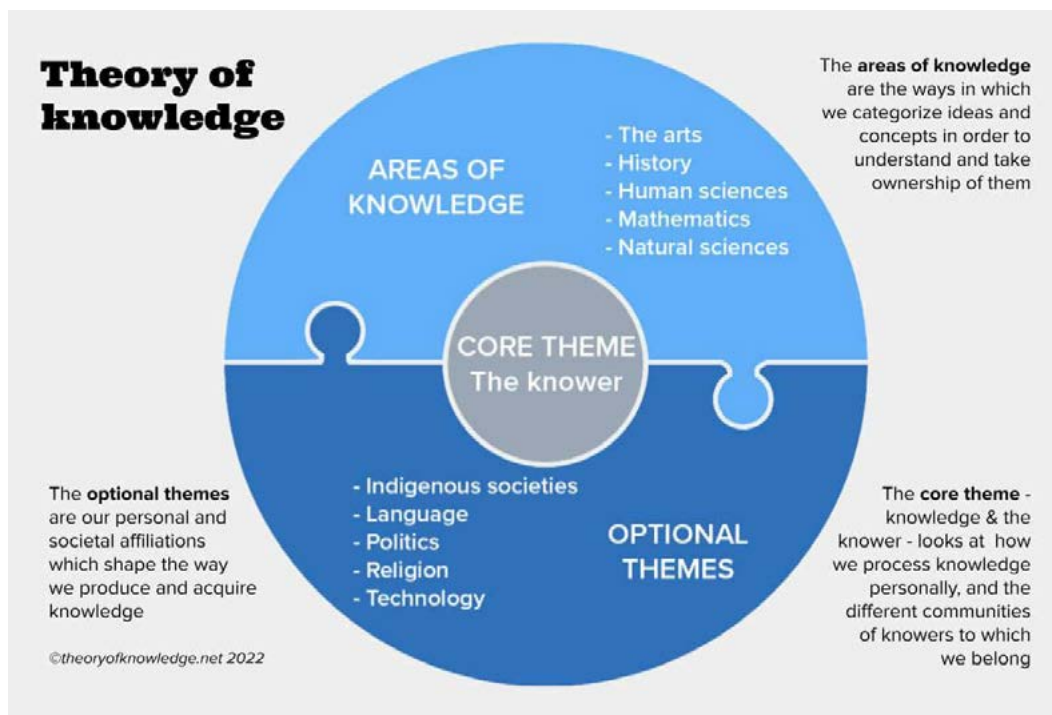 Theory of
knowledge
The areas of knowledge
are the ways in which
we categorize ideas and
concepts in order to
understand and take
ownership of them
AREAS OF
KNOWLEDGE
- The arts
- History
- Human sciences
- Mathematics
- Natural sciences
CORE THEME
The knower
- Indigenous societies
- Language
- Politics
- Religion
- Technology
OPTIONAL
THEMES
The optional themes
are our personal and
societal affiliations
which shape the way
we produce and acquire
knowledge
The core theme -
knowledge & the
knower - looks at how
we process knowledge
personally, and the
different communities
of knowers to which
we belong
©theoryofknowledge.net 2022